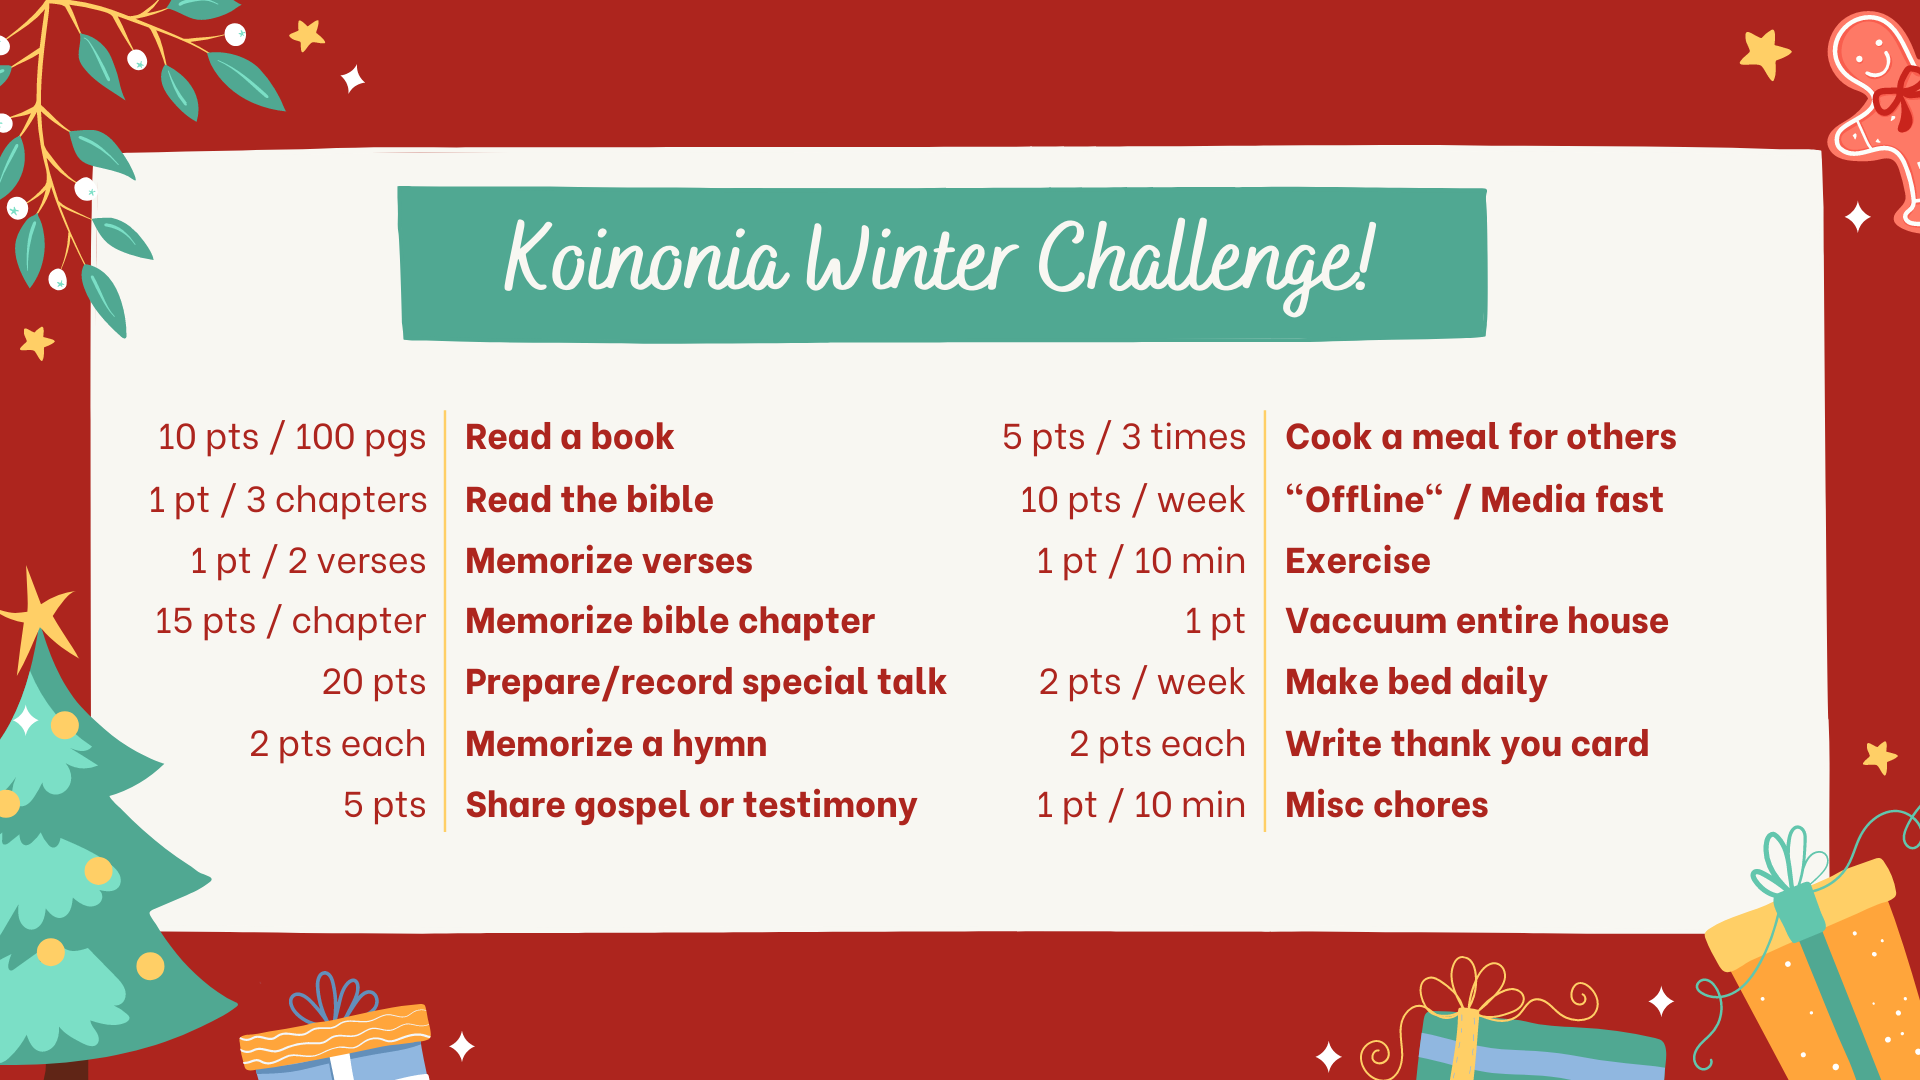 Koinonia Winter Challenge!
10 pts / 100 pgs Read a book
1 pt / 3 chapters Read the bible
1 pt / 2 verses Memorize verses
15 pts / chapter Memorize bible chapter
20 pts Prepare/record special talk
2 pts each Memorize a hymn
5 pts Share gospel or testimony
5 pts / 3 times Cook a meal for others
10 pts / week “Offline“ / Media fast
1 pt / 10 min Exercise
1 pt Vaccuum entire house
2 pts / week Make bed daily
2 pts each Write thank you card
1 pt / 10 min Misc chores